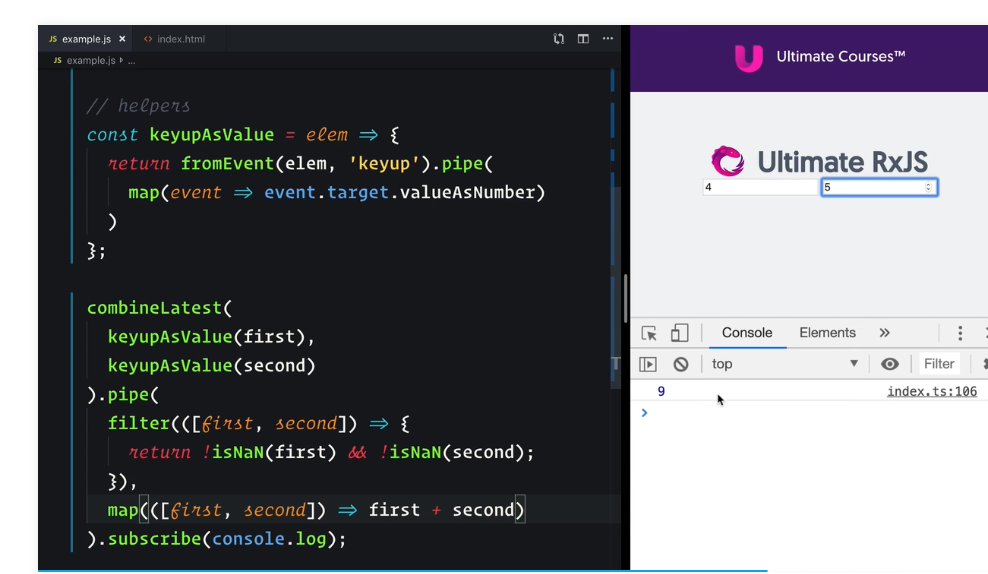 JS example.js × <> index.html
JS example.js ▸ ...
// helpers
const keyupAsValue = elem ⇒ {
return fromEvent(elem, 'keyup').pipe(
map(event ⇒ event.target.valueAsNumber)
)
};
combineLatest(
keyupAsValue(first),
keyupAsValue(second)
).pipe(
filter(([first, second]) ⇒ {
return !isNaN(first) && !isNaN(second);
}),
map(([first, second]) ⇒ first + second)
).subscribe(console.log);
Ultimate Courses™
Ultimate RxJS
4 5
Console Elements »
top Filter
9 index.ts:106